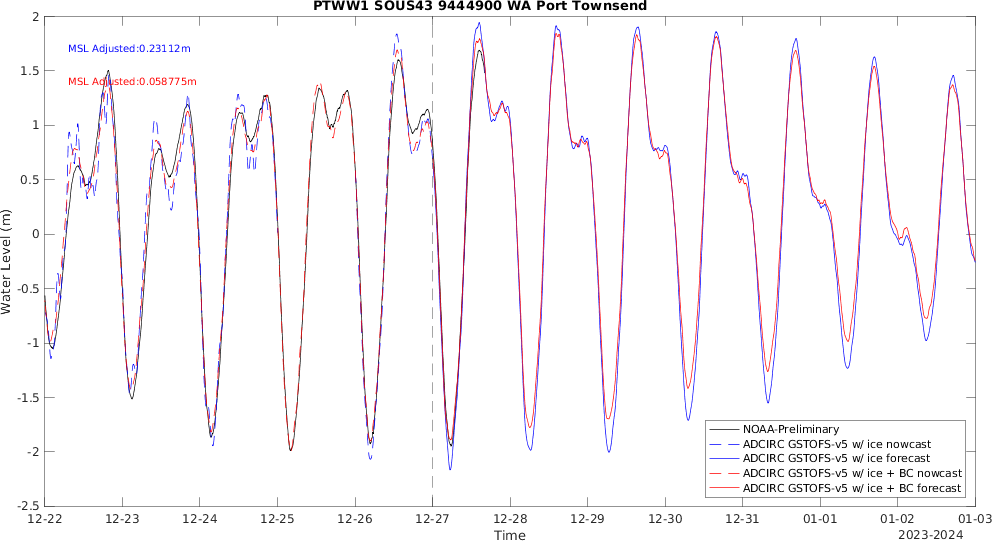 PTWW1 SOUS43 9444900 WA Port Townsend
MSL Adjusted:0.23112m
MSL Adjusted:0.058775m
Water Level (m)
2
1.5
1
0.5
0
-0.5
-1
-1.5
-2
-2.5
NOAA-Preliminary
ADCIRC GSTOFS-v5 w/ ice nowcast
ADCIRC GSTOFS-v5 w/ ice forecast
ADCIRC GSTOFS-v5 w/ ice + BC nowcast
ADCIRC GSTOFS-v5 w/ ice + BC forecast
12-22 12-23 12-24 12-25 12-26 12-27 12-28 12-29 12-30 12-31 01-01 01-02 01-03
Time
2023-2024